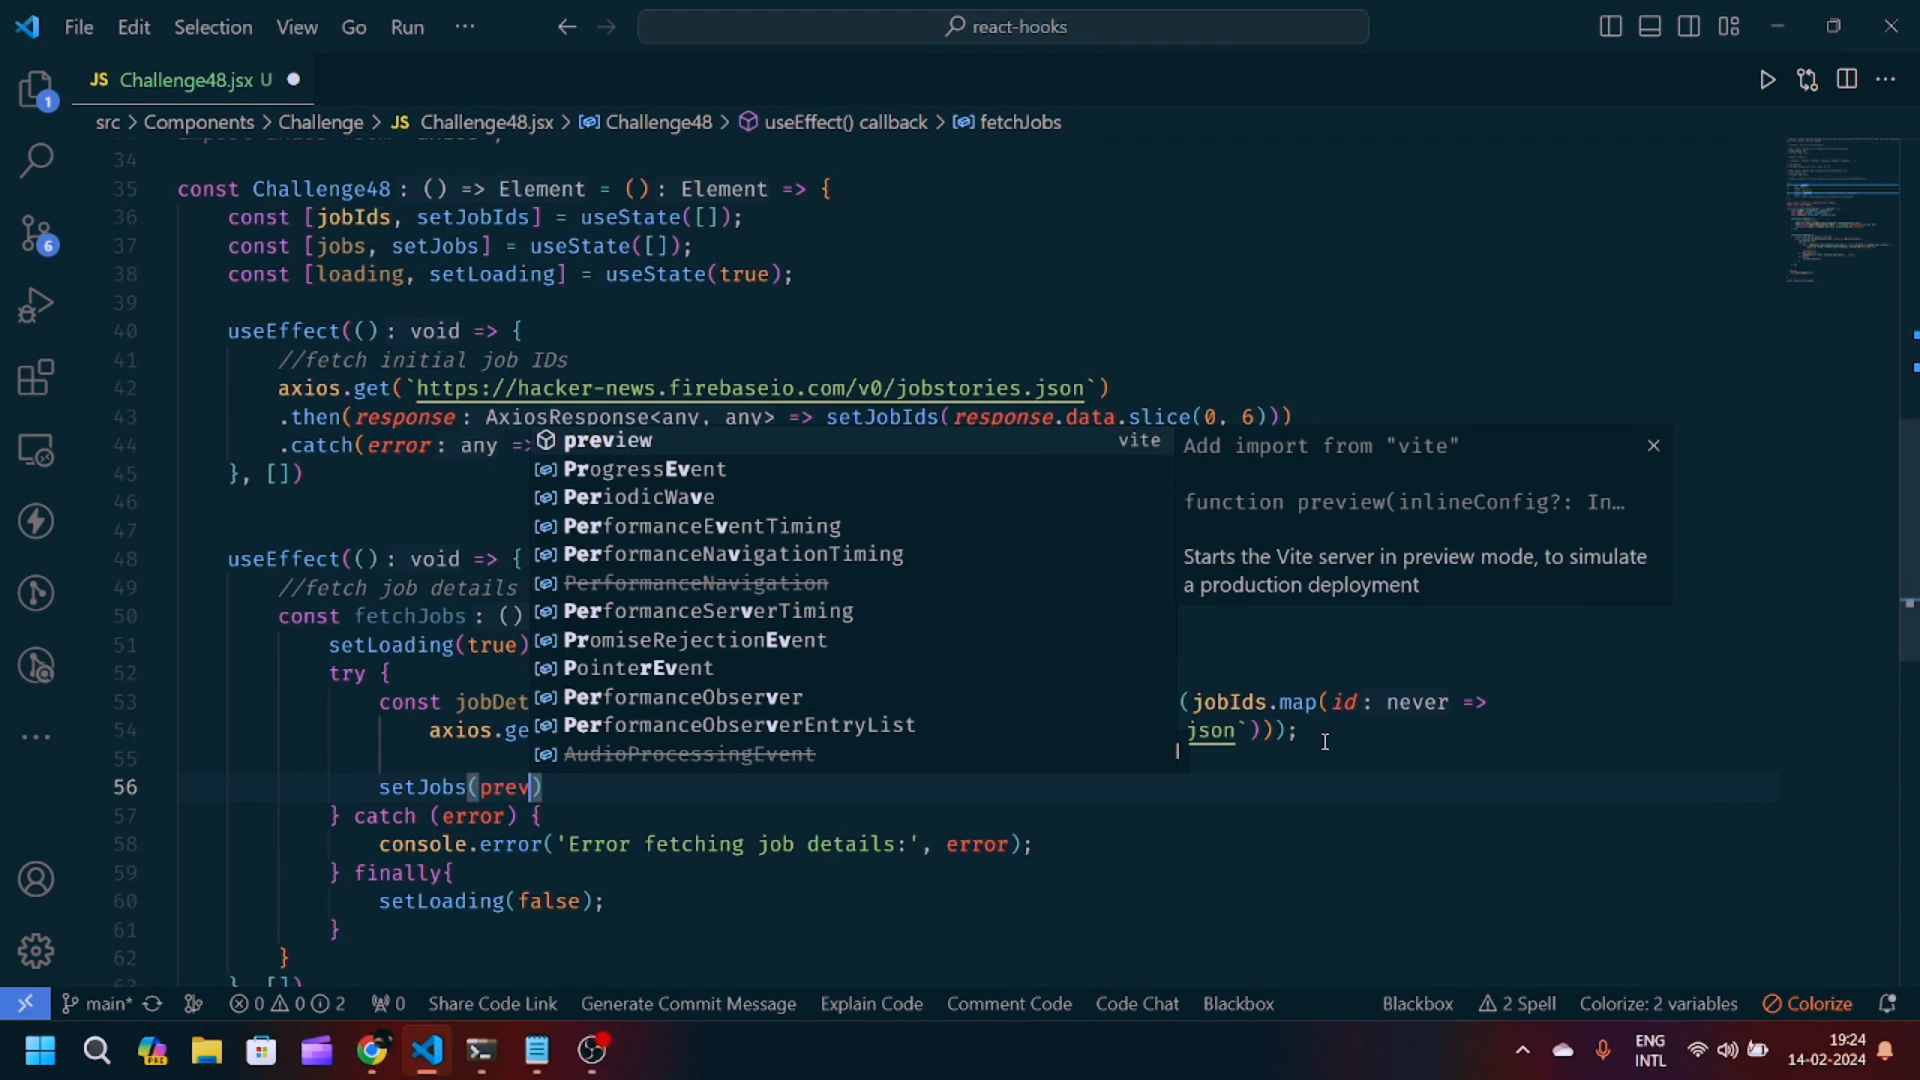 File Edit Selection View Go Run ··· react-hooks
JS Challenge48.jsx U
src > Components > Challenge > JS Challenge48.jsx > Challenge48 > useEffect() callback > fetchJobs
34
35 const Challenge48: () => Element = (): Element => {
36 const [jobIds, setJobIds] = useState([]);
37 const [jobs, setJobs] = useState([]);
38 const [loading, setLoading] = useState(true);
39
40 useEffect((): void => {
41 //fetch initial job IDs
42 axios.get(`https://hacker-news.firebaseio.com/v0/jobstories.json`)
43 .then(response: AxiosResponse<any, any> => setJobIds(response.data.slice(0, 6)))
44 .catch(error: any =>
45 }, [])
46
47
48 useEffect((): void => {
49 //fetch job details
50 const fetchJobs: ()
51 setLoading(true)
52 try {
53 const jobDet (jobIds.map(id: never =>
54 axios.ge json`)));
55
56 setJobs(prev)
57 } catch (error) {
58 console.error('Error fetching job details:', error);
59 } finally{
60 setLoading(false);
61 }
62 }
}, [])
preview vite
ProgressEvent
PeriodicWave
PerformanceEventTiming
PerformanceNavigationTiming
PerformanceNavigation
PerformanceServerTiming
PromiseRejectionEvent
PointerEvent
PerformanceObserver
PerformanceObserverEntryList
AudioProcessingEvent
Add import from "vite"
function preview(inlineConfig?: In…
Starts the Vite server in preview mode, to simulate
a production deployment
1
6
main* 0 0 2 0 Share Code Link Generate Commit Message Explain Code Comment Code Code Chat Blackbox Blackbox 2 Spell Colorize: 2 variables Colorize
PRE
ENG
INTL
19:24
14-02-2024